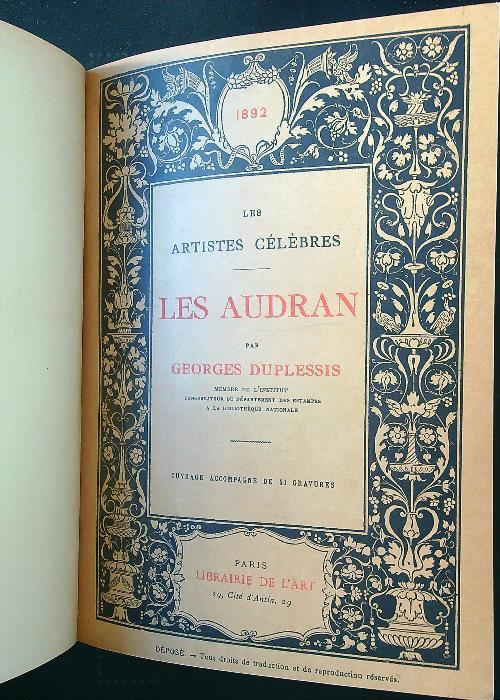 1892
LES
ARTISTES CÉLÈBRES
LES AUDRAN
PAR
GEORGES DUPLESSIS
MEMBRE DE L'INSTITUT
CONSERVATEUR DU DÉPARTEMENT DES ESTAMPES
A LA BIBLIOTHÈQUE NATIONALE
OUVRAGE ACCOMPAGNÉ DE 51 GRAVURES
PARIS
LIBRAIRIE DE L'ART
29, Cité d'Antin, 29
DÉPOSÉ. — Tous droits de traduction et de reproduction réservés.